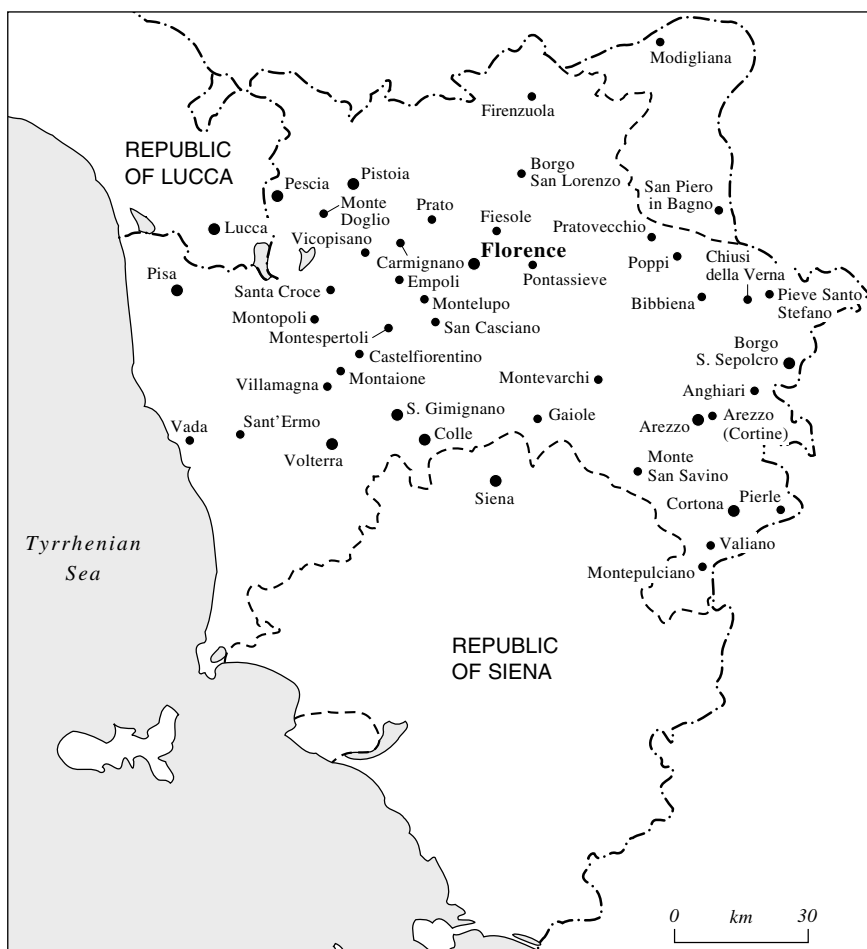 Modigliana
Firenzuola
REPUBLIC
OF LUCCA
Pescia
Pistoia
Borgo
San Lorenzo
San Piero
in Bagno
Monte
Doglio
Prato
Fiesole
Pratovecchio
Lucca
Vicopisano
Carmignano
Florence
Pontassieve
Poppi
Chiusi
della Verna
Pisa
Santa Croce
Empoli
Montelupo
Bibbiena
Pieve Santo
Stefano
Montopoli
Montespertoli
San Casciano
Borgo
S. Sepolcro
Castelfiorentino
Villamagna
Montaione
Montevarchi
Anghiari
Vada
Sant'Ermo
S. Gimignano
Gaiole
Arezzo
Arezzo
(Cortine)
Volterra
Colle
Siena
Monte
San Savino
Cortona
Pierle
Tyrrhenian
Sea
Valiano
Montepulciano
REPUBLIC
OF SIENA
0 km 30